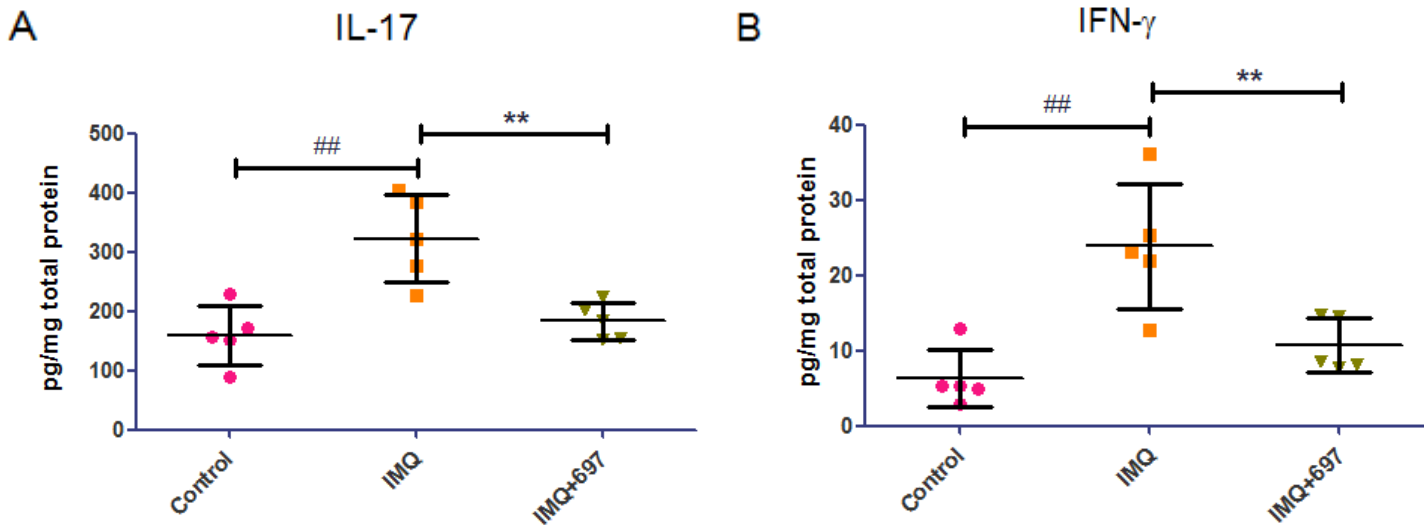 A
IL-17
pg/mg total protein
500
400
300
200
100
0
##
**
Control
IMQ
IMQ+697
B
IFN-γ
pg/mg total protein
40
30
20
10
0
##
**
Control
IMQ
IMQ+697